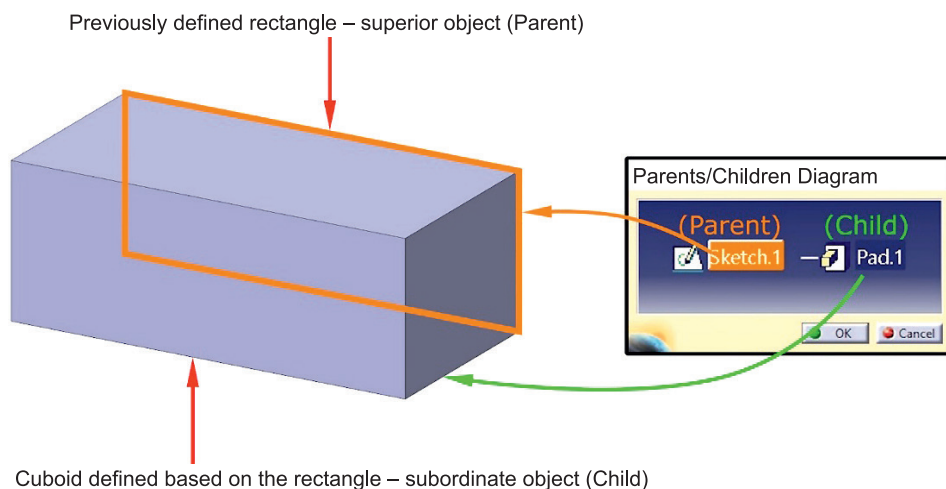 Previously defined rectangle – superior object (Parent)
Parents/Children Diagram
(Parent) (Child)
Sketch.1 Pad.1
OK Cancel
Cuboid defined based on the rectangle – subordinate object (Child)